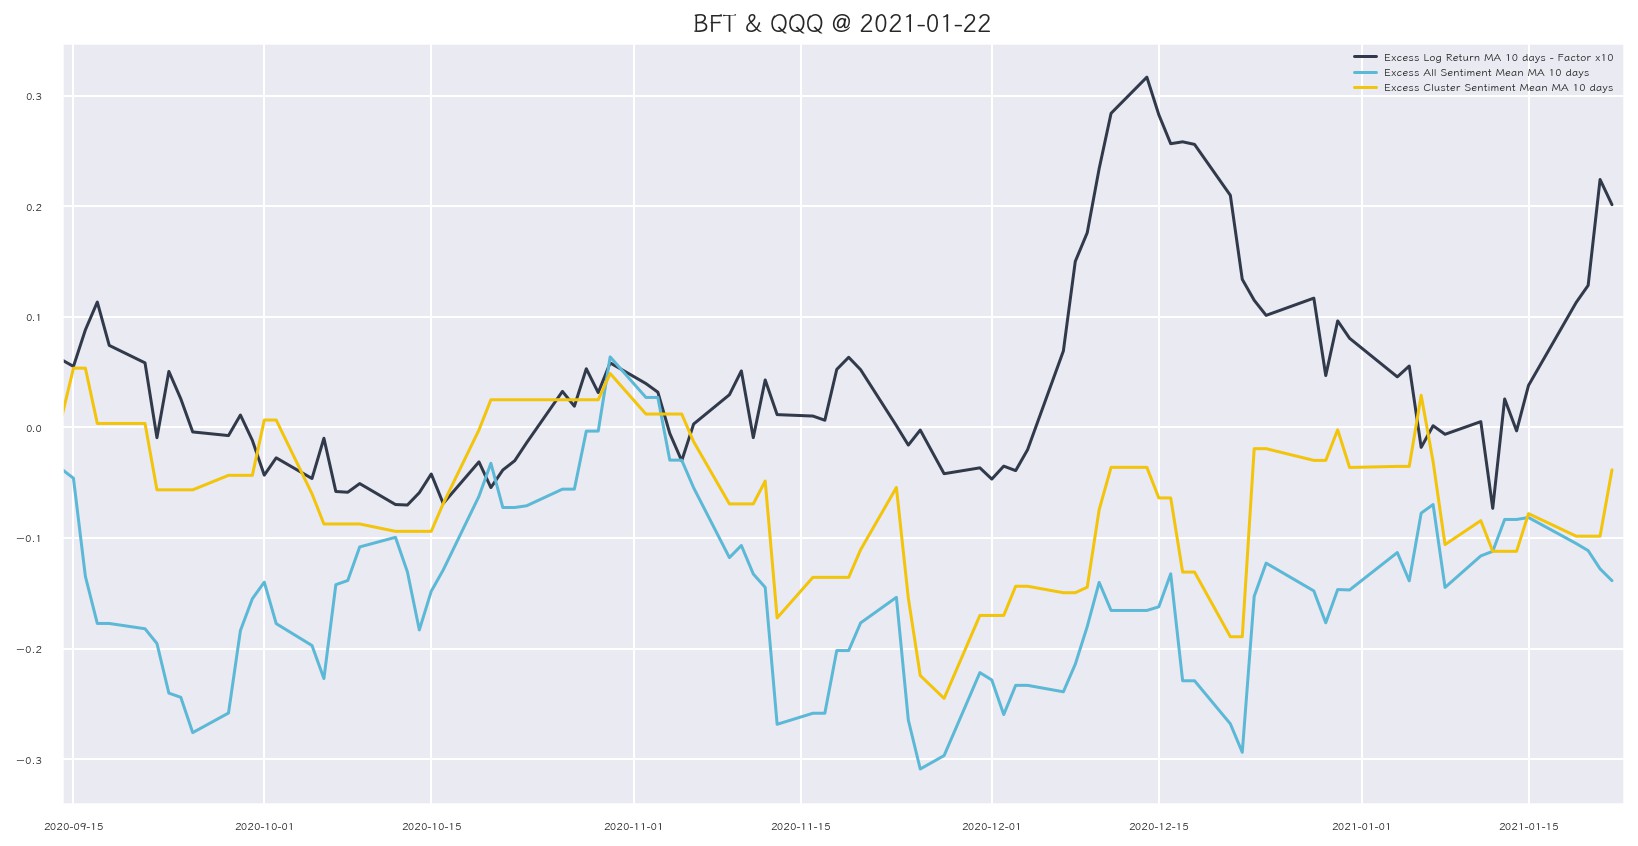 BFT & QQQ @ 2021-01-22
Excess Log Return MA 10 days - Factor x10
Excess All Sentiment Mean MA 10 days
Excess Cluster Sentiment Mean MA 10 days
0.3
0.2
0.1
0.0
−0.1
−0.2
−0.3
2020-09-15 2020-10-01 2020-10-15 2020-11-01 2020-11-15 2020-12-01 2020-12-15 2021-01-01 2021-01-15